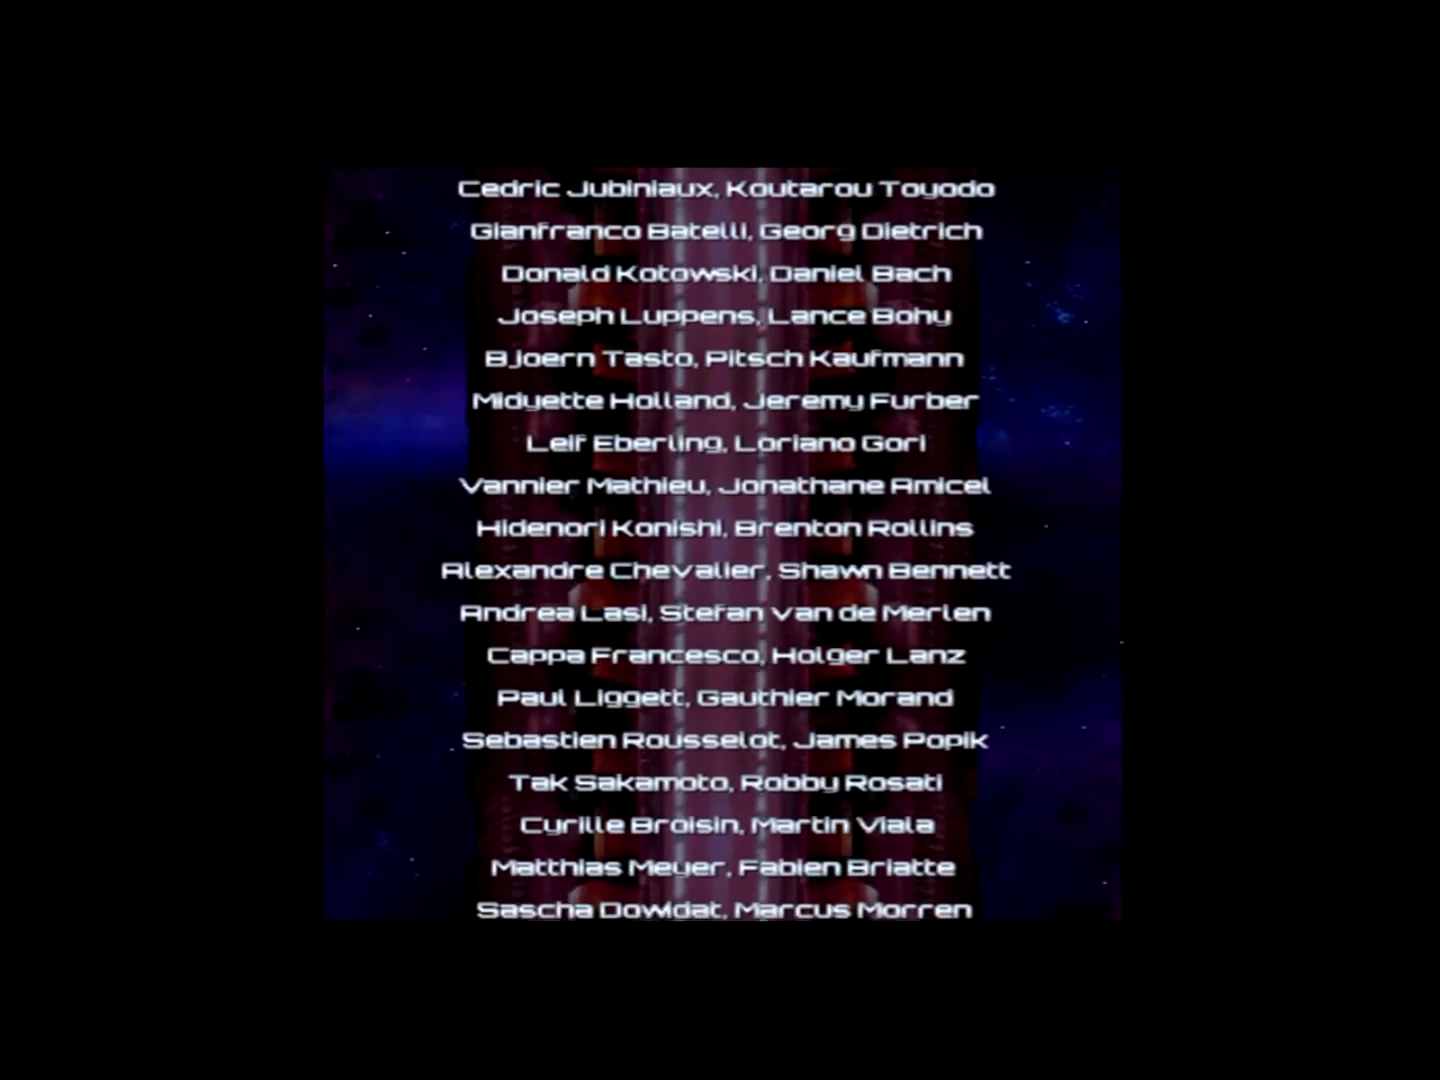 Cedric Jubiniaux, Koutarou Toyodo
Gianfranco Batelli, Georg Dietrich
Donald Kotowski, Daniel Bach
Joseph Luppens, Lance Bohy
Bjoern Tasto, Pitsch Kaufmann
Midyette Holland, Jeremy Furber
Leif Eberling, Loriano Gori
Vannier Mathieu, Jonathane Amicel
Hidenori Konishi, Brenton Rollins
Alexandre Chevalier, Shawn Bennett
Andrea Lasi, Stefan van de Merlen
Cappa Francesco, Holger Lanz
Paul Liggett, Gauthier Morand
Sebastien Rousselot, James Popik
Tak Sakamoto, Robby Rosati
Cyrille Broisin, Martin Viala
Matthias Meyer, Fabien Briatte
Sascha Dowidat, Marcus Morren